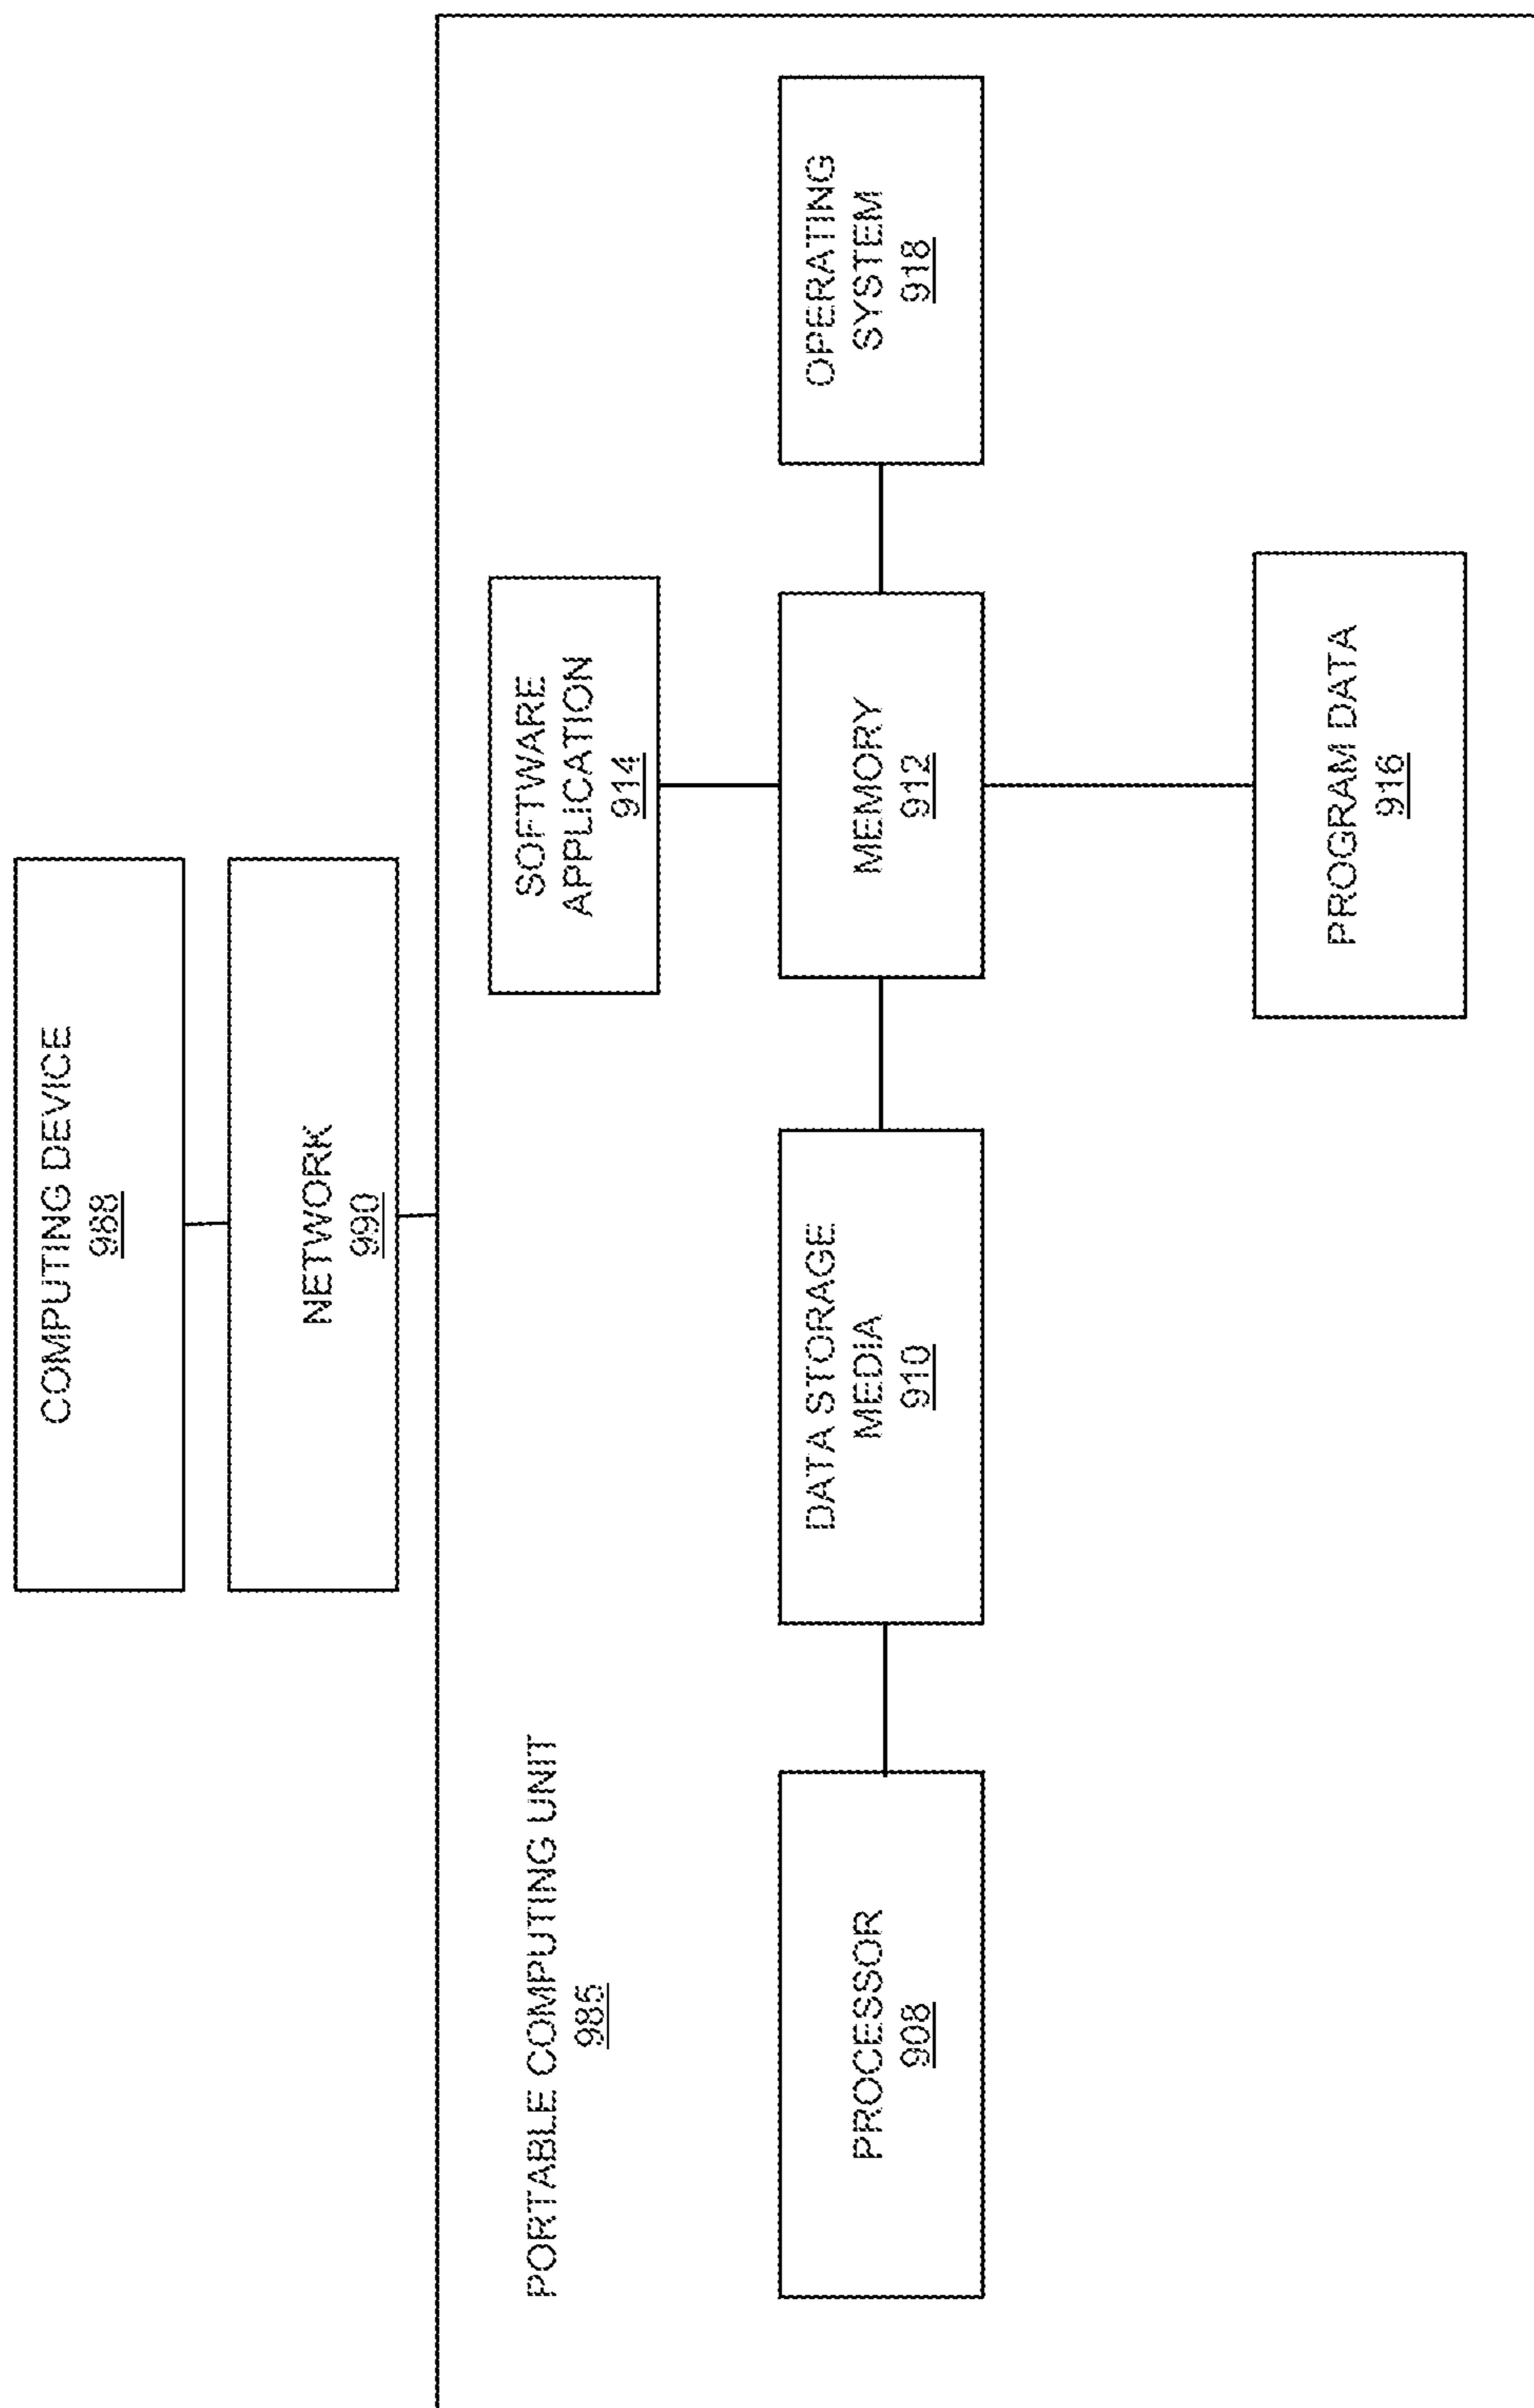 COMPUTING DEVICE
988
NETWORK
990
PORTABLE COMPUTING UNIT
985
SOFTWARE
APPLICATION
914
PROCESSOR
908
DATA STORAGE
MEDIA
910
MEMORY
912
OPERATING
SYSTEM
918
PROGRAM DATA
916